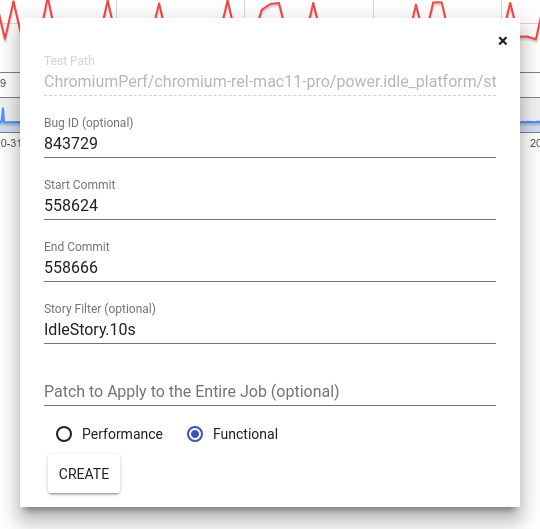 ×
Test Path
ChromiumPerf/chromium-rel-mac11-pro/power.idle_platform/st
9
Bug ID (optional)
843729
0-31
20
Start Commit
558624
End Commit
558666
Story Filter (optional)
IdleStory.10s
Patch to Apply to the Entire Job (optional)
Performance
Functional
CREATE